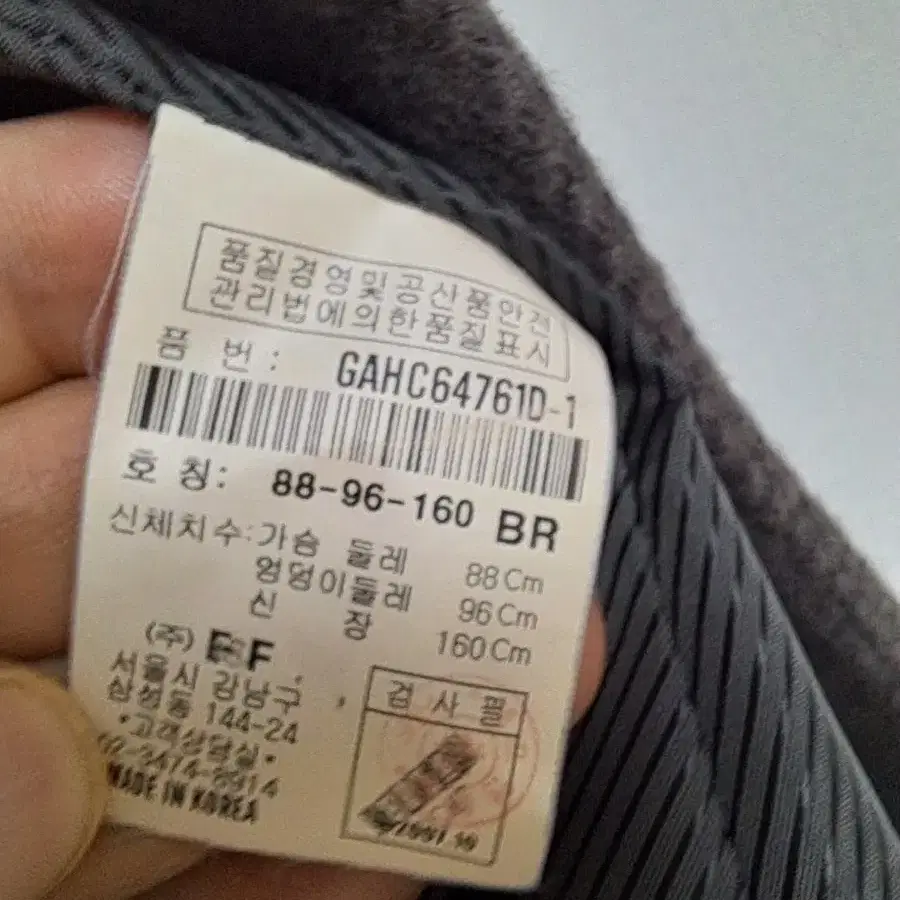 품질경영및공산품안전
관리법에의한품질표시
품 번 : GAHC64761D-1
호 칭: 88-96-160 BR
신체치수:가슴 둘레 88Cm
엉덩이둘레 96Cm
신 장 160Cm
(주) F
서울시 강남구,
삼성동 144-24
고객상담실
MADE IN KOREA
검 사 필